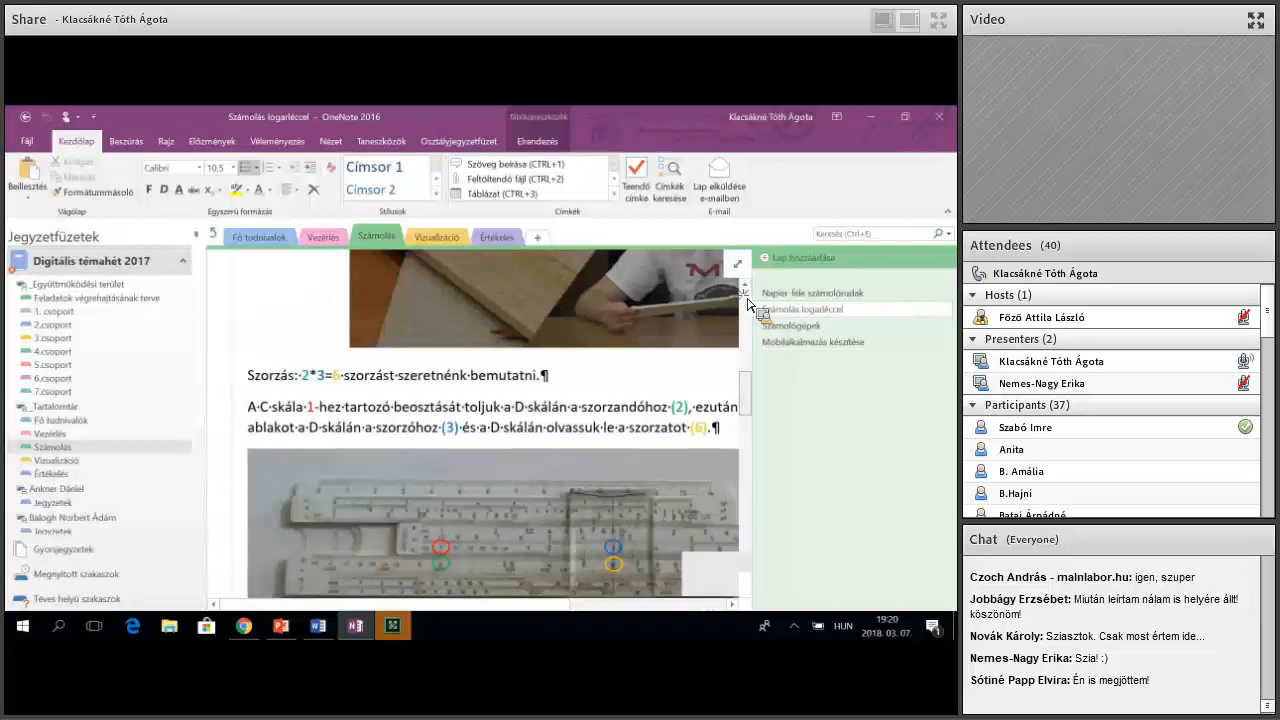 Share - Klacsákné Tóth Ágota
Számolás logarléccel - OneNote 2016
Klacsákné Tóth Ágota
Fájl Kezdőlap Beszúrás Rajz Előzmények Véleményezés Nézet Taneszközök Osztályjegyzetfüzet Elrendezés
Beillesztés
Kivágás
Másolás
Formátummásoló
Vágólap
Calibri 10.5
Egyszerű formázás
Címsor 1
Címsor 2
Stílusok
Szöveg beírása (CTRL+1)
Feltöltendő fájl (CTRL+2)
Táblázat (CTRL+3)
Címkék
Teendő címke
Címkék keresése
Lap elküldése e-mailben
E-mail
Jegyzetfüzetek
Digitális témahét 2017
_Együttműködési terület
Feladatok végrehajtásának terve
1. csoport
2.csoport
3.csoport
4.csoport
5.csoport
6.csoport
7.csoport
_Tartalomtár
Fő tudnivalók
Vezérlés
Számolás
Vizualizáció
Értékelés
Ankner Dániel
Jegyzetek
Balogh Norbert Ádám
Jegyzetek
Gyorsjegyzetek
Megnyitott szakaszok
Téves helyű szakaszok
Fő tudnivalók Vezérlés Számolás Vizualizáció Értékelés +
Keresés (Ctrl+E)
Szorzás: 2*3=6 szorzást szeretnénk bemutatni.¶
A C skála 1-hez tartozó beosztását toljuk a D skálán a szorzandóhoz (2), ezután
ablakot a D skálán a szorzóhoz (3) és a D skálán olvassuk le a szorzatot (6).¶
Lap hozzáadása
Napier-féle számolórudak
Számolás logarléccel
Számológépek
Mobilalkalmazás készítése
HUN
19:20
2018. 03. 07.
Video
Attendees (40)
Klacsákné Tóth Ágota
Hosts (1)
Főző Attila László
Presenters (2)
Klacsákné Tóth Ágota
Nemes-Nagy Erika
Participants (37)
Szabó Imre
Anita
B. Amália
B.Hajni
Batai Árpádné
Chat (Everyone)
Czoch András - malnlabor.hu: igen, szuper
Jobbágy Erzsébet: Miután leírtam nálam is helyére állt!
köszönöm!
Novák Károly: Sziasztok. Csak most értem ide...
Nemes-Nagy Erika: Szia! :)
Sótiné Papp Elvira: Én is megjöttem!